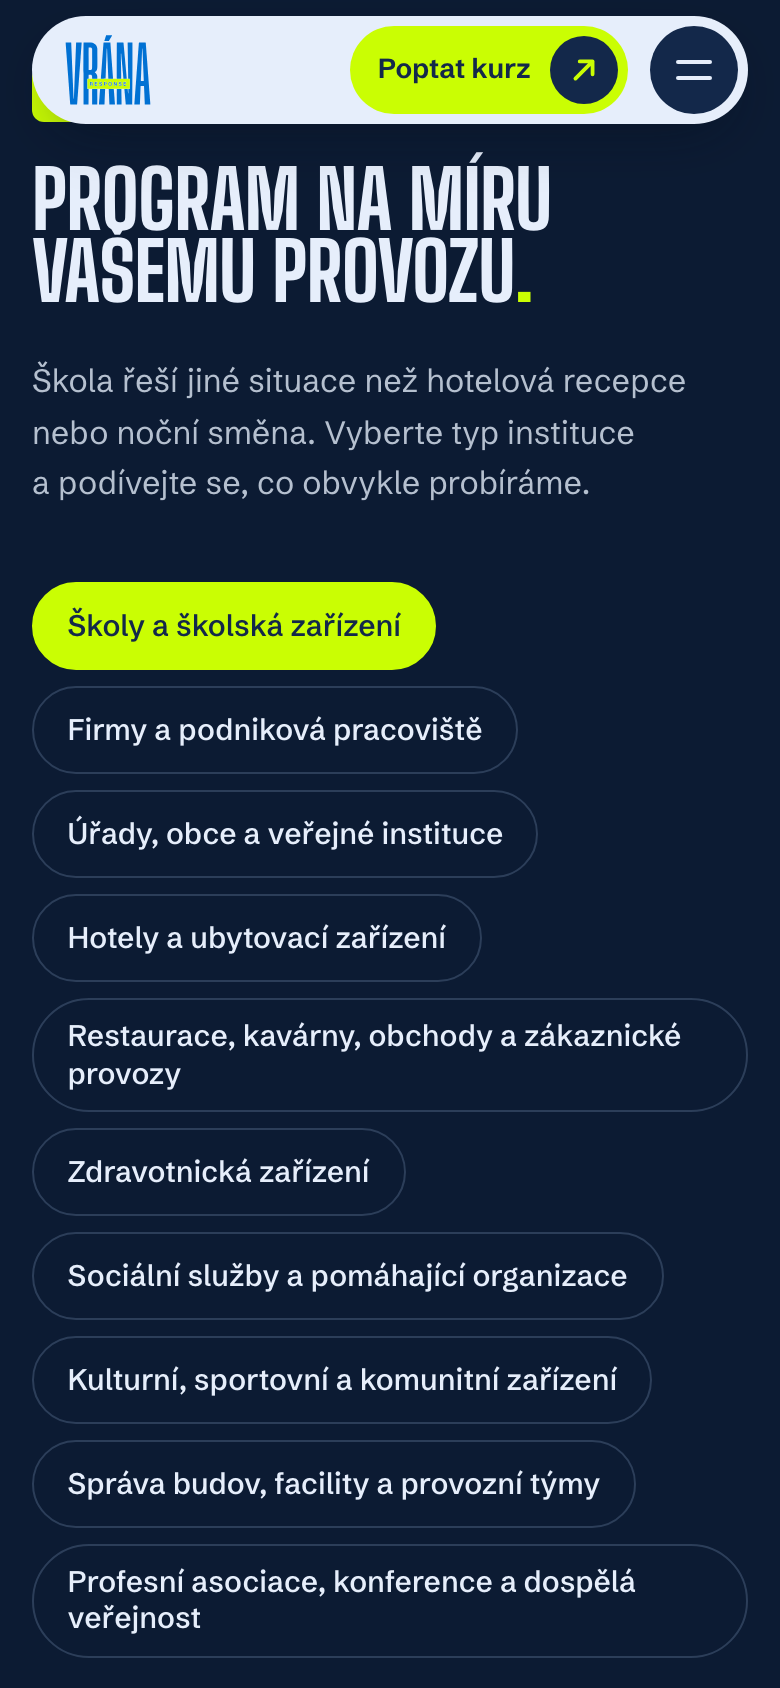 VRÁNA
RESPONSE
Poptat kurz
PROGRAM NA MÍRU
VAŠEMU PROVOZU.
Škola řeší jiné situace než hotelová recepce
nebo noční směna. Vyberte typ instituce
a podívejte se, co obvykle probíráme.
Školy a školská zařízení
Firmy a podniková pracoviště
Úřady, obce a veřejné instituce
Hotely a ubytovací zařízení
Restaurace, kavárny, obchody a zákaznické
provozy
Zdravotnická zařízení
Sociální služby a pomáhající organizace
Kulturní, sportovní a komunitní zařízení
Správa budov, facility a provozní týmy
Profesní asociace, konference a dospělá
veřejnost